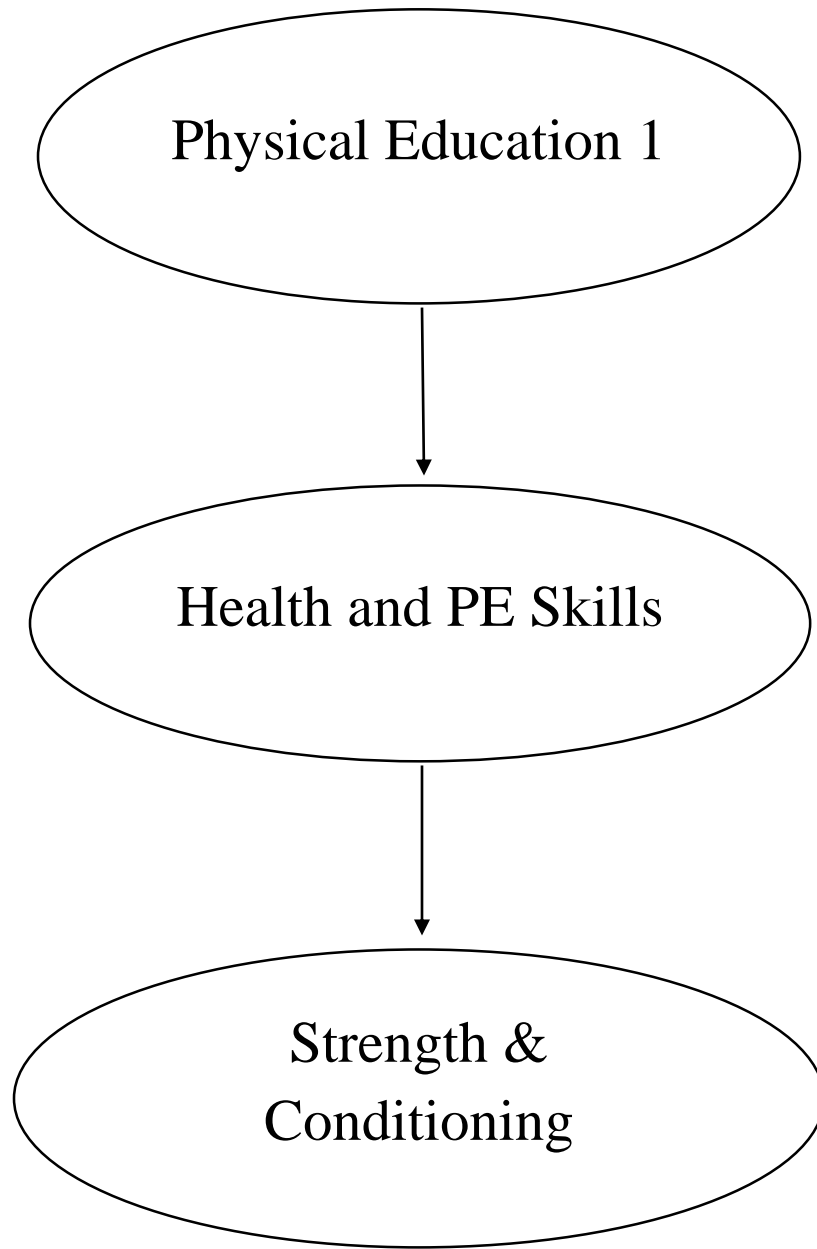 Physical Education 1
Health and PE Skills
Strength &
Conditioning